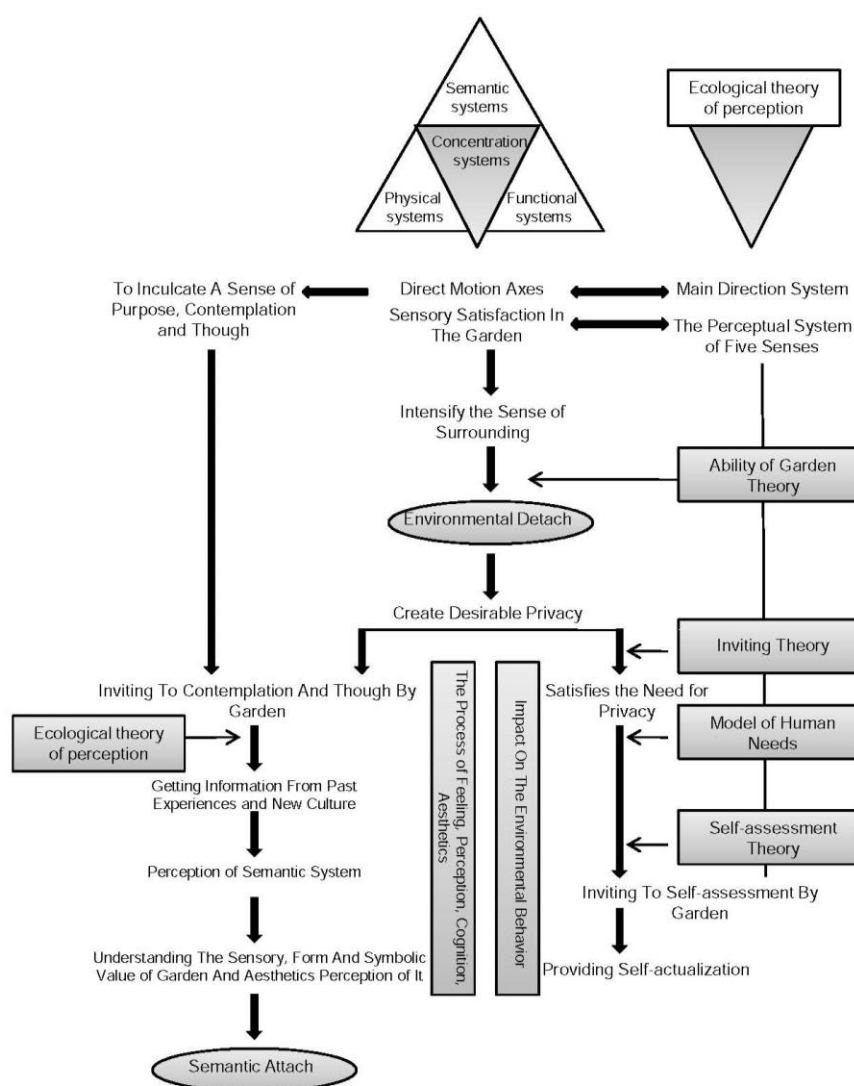 Semantic
systems
Concentration
systems
Physical
systems
Functional
systems
Ecological theory
of perception
To Inculcate A Sense of
Purpose, Contemplation
and Though
Direct Motion Axes
Main Direction System
Sensory Satisfaction In
The Garden
The Perceptual System
of Five Senses
Intensify the Sense of
Surrounding
Ability of Garden
Theory
Environmental Detach
Create Desirable Privacy
Inviting Theory
Inviting To Contemplation And Though By
Garden
The Process of Feeling, Perception, Cognition,
Aesthetics
Impact On The Environmental Behavior
Satisfies the Need for
Privacy
Ecological theory
of perception
Model of Human
Needs
Getting Information From Past
Experiences and New Culture
Self-assessment
Theory
Perception of Semantic System
Inviting To Self-assessment By
Garden
Understanding The Sensory, Form And Symbolic
Value of Garden And Aesthetics Perception of It
Providing Self-actualization
Semantic Attach